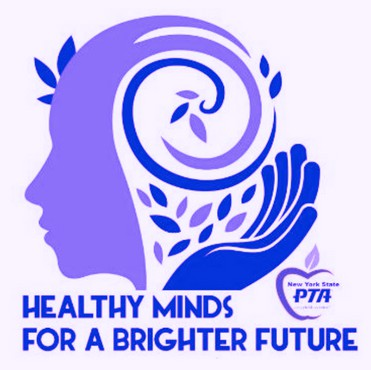 New York State
PTA
HEALTHY MINDS
FOR A BRIGHTER FUTURE